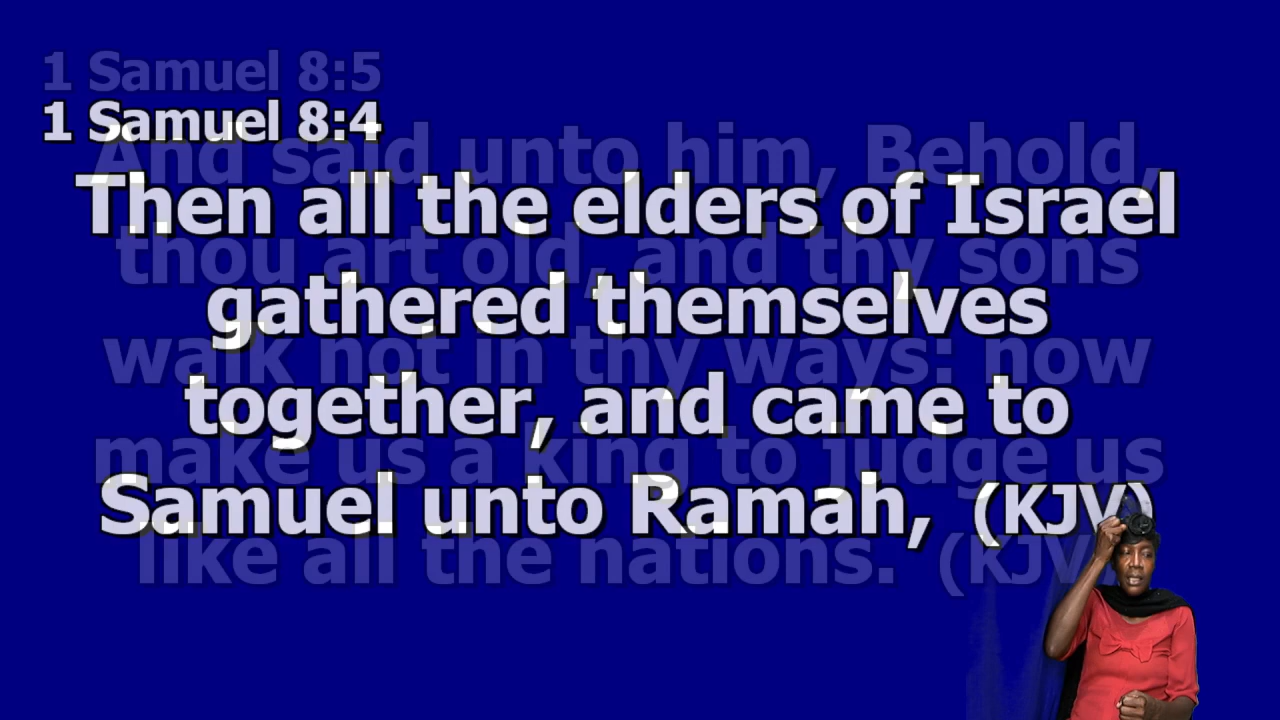 1 Samuel 8:5
1 Samuel 8:4
And said unto him, Behold,
Then all the elders of Israel
thou art old, and thy sons
gathered themselves
walk not in thy ways: now
together, and came to
make us a king to judge us
Samuel unto Ramah, (KJV)
like all the nations. (KJV